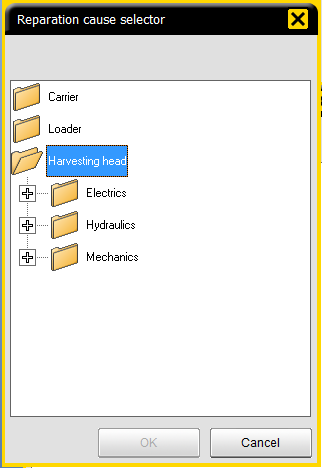 Reparation cause selector
Carrier
Loader
Harvesting head
Electrics
Hydraulics
Mechanics
OK
Cancel